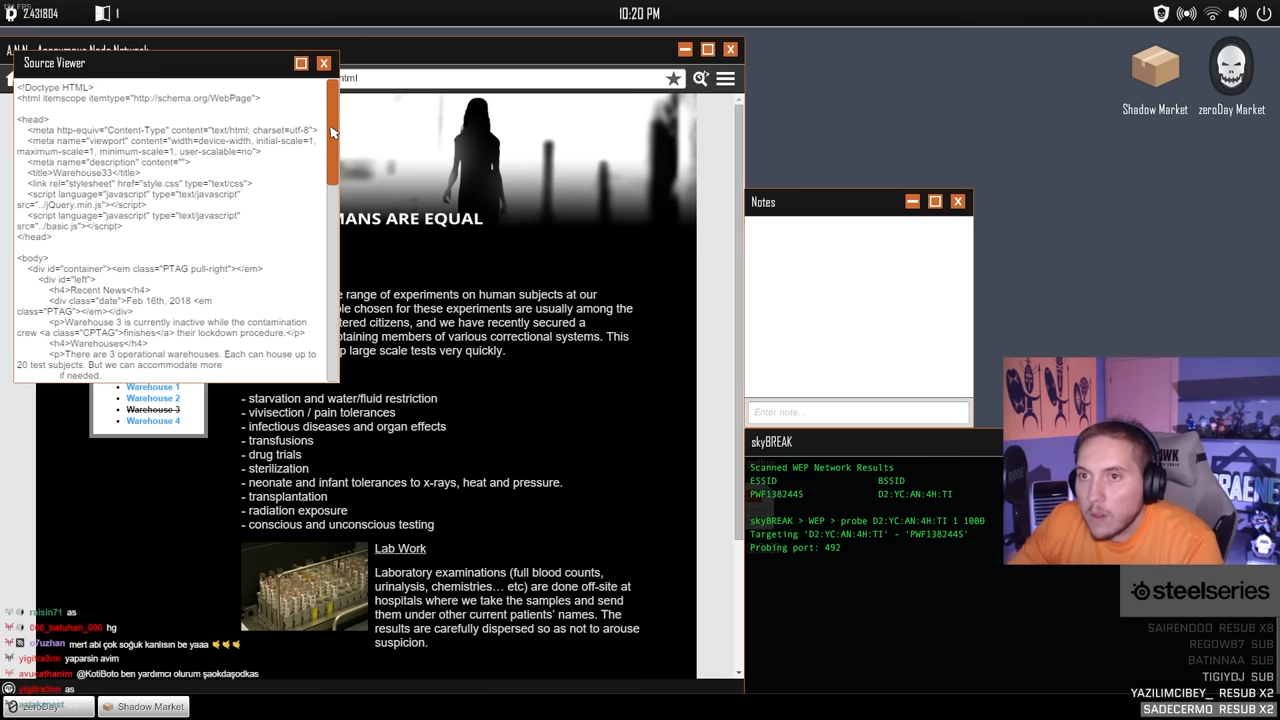 2.431804
1
10:20 PM
Source Viewer
html
<!Doctype HTML>
<html itemscope itemtype="http://schema.org/WebPage">
<head>
<meta http-equiv="Content-Type" content="text/html; charset=utf-8">
<meta name="viewport" content="width=device-width, initial-scale=1,
maximum-scale=1, minimum-scale=1, user-scalable=no">
<meta name="description" content="">
<title>Warehouse33</title>
<link rel="stylesheet" href="style.css" type="text/css">
<script language="javascript" type="text/javascript"
src="../jQuery.min.js"></script>
<script language="javascript" type="text/javascript"
src="../basic.js"></script>
</head>
<body>
<div id="container"><em class="PTAG pull-right"></em>
<div id="left">
<h4>Recent News</h4>
<div class="date">Feb 16th, 2018 <em
class="PTAG"></em></div>
<p>Warehouse 3 is currently inactive while the contamination
crew <a class="CPTAG">finishes</a> their lockdown procedure.</p>
<h4>Warehouses</h4>
<p>There are 3 operational warehouses. Each can house up to
20 test subjects. But we can accommodate more
if needed.
Warehouse 1
Warehouse 2
Warehouse 3
Warehouse 4
MANS ARE EQUAL
e range of experiments on human subjects at our
ple chosen for these experiments are usually among the
tered citizens, and we have recently secured a
otaining members of various correctional systems. This
p large scale tests very quickly.
- starvation and water/fluid restriction
- vivisection / pain tolerances
- infectious diseases and organ effects
- transfusions
- drug trials
- sterilization
- neonate and infant tolerances to x-rays, heat and pressure.
- transplantation
- radiation exposure
- conscious and unconscious testing
Lab Work
Laboratory examinations (full blood counts,
urinalysis, chemistries… etc) are done off-site at
hospitals where we take the samples and send
them under other current patients' names. The
results are carefully dispersed so as not to arouse
suspicion.
Shadow Market
zeroDay Market
Notes
Enter note...
skyBREAK
Scanned WEP Network Results
ESSID BSSID
PWF1382445 D2:YC:AN:4H:TI
skyBREAK > WEP > probe D2:YC:AN:4H:TI 1 1000
Targeting 'D2:YC:AN:4H:TI' - 'PWF1382445'
Probing port: 492
steelseries
SAIRENDOO RESUB X8
REGOW87 SUB
BATINNAA SUB
TIGIYDJ SUB
YAZILIMCIBEY_ RESUB X2
SADECERMO RESUB X2
raisin71 as
000_batuhan_000 hg
o7uzhan mert abi çok soğuk kanlısın be yaaa
yigitra3nn yaparsin avim
avucathanim @KotiBoto ben yardımcı olurum şaokdaşodkas
yigitra3nn as
zeroDay
Shadow Market